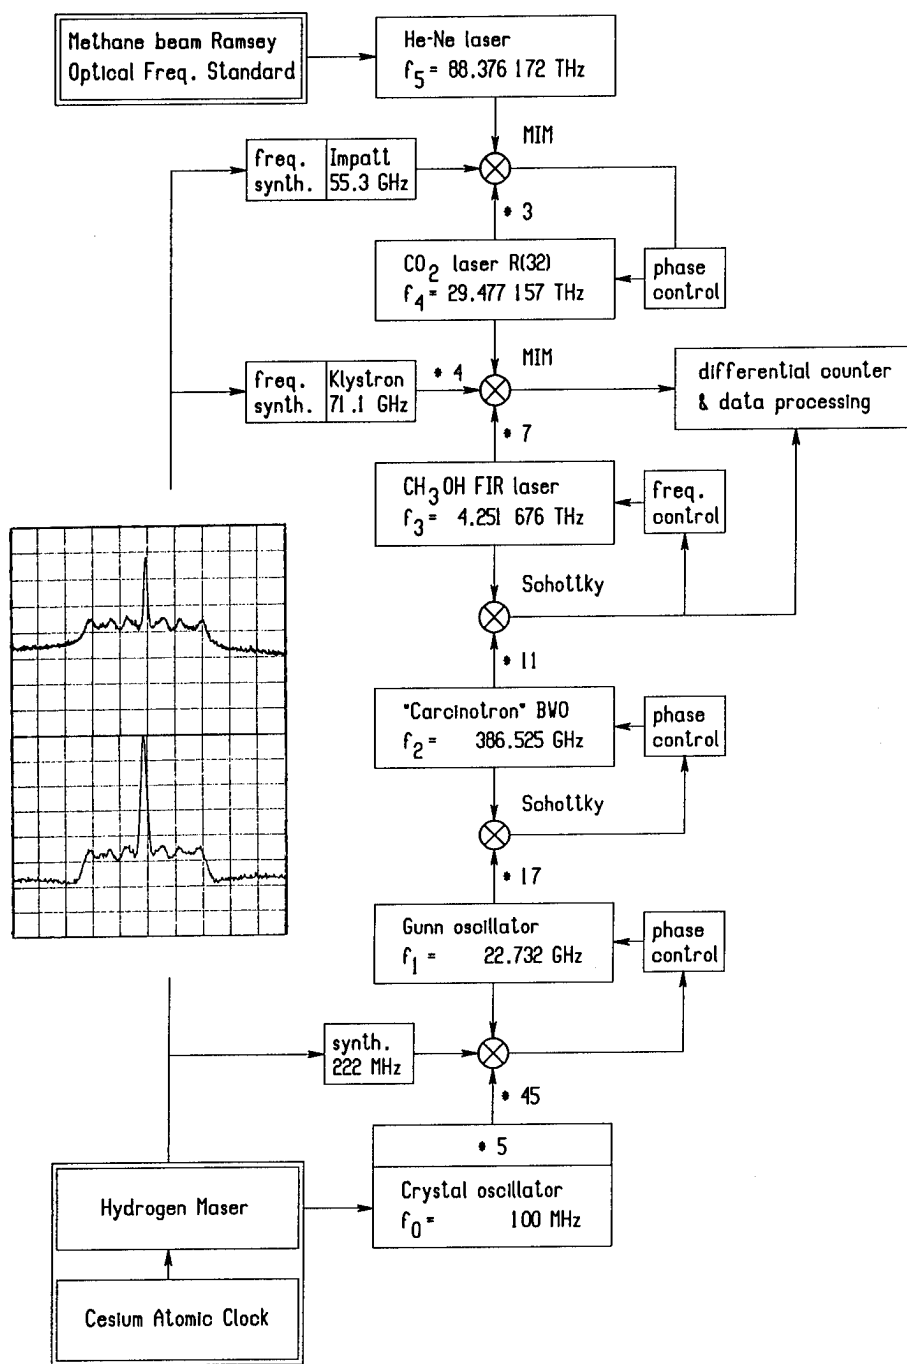 Methane beam Ramsey
Optical Freq. Standard
He-Ne laser
f5 = 88.376 172 THz
MIM
freq. synth.
Impatt 55.3 GHz
* 3
CO2 laser R(32)
f4 = 29.477 157 THz
phase control
MIM
freq. synth.
Klystron 71.1 GHz
* 4
differential counter
& data processing
* 7
CH3OH FIR laser
f3 = 4.251 676 THz
freq. control
Schottky
* 11
"Carcinotron" BWO
f2 = 386.525 GHz
phase control
Schottky
* 17
Gunn oscillator
f1 = 22.732 GHz
phase control
synth.
222 MHz
* 45
* 5
Crystal oscillator
f0 = 100 MHz
Hydrogen Maser
Cesium Atomic Clock